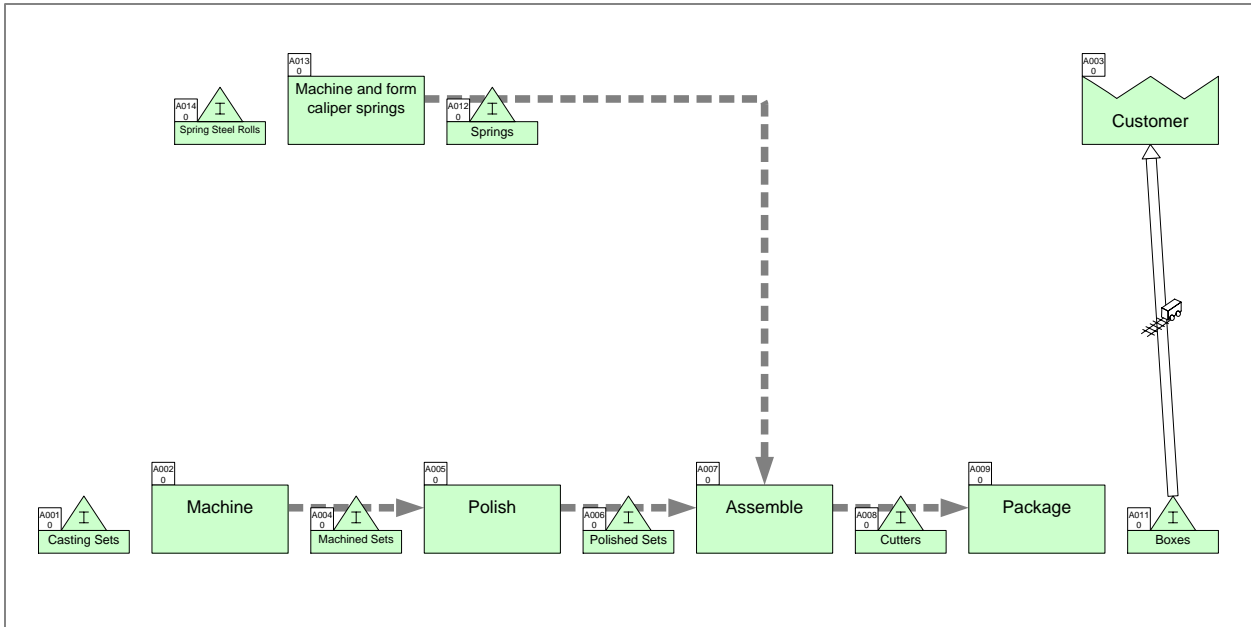 A013
0
Machine and form
caliper springs
A014
0
I
Spring Steel Rolls
A012
0
I
Springs
A003
0
Customer
A001
0
I
Casting Sets
A002
0
Machine
A004
0
I
Machined Sets
A005
0
Polish
A006
0
I
Polished Sets
A007
0
Assemble
A008
0
I
Cutters
A009
0
Package
A011
0
I
Boxes